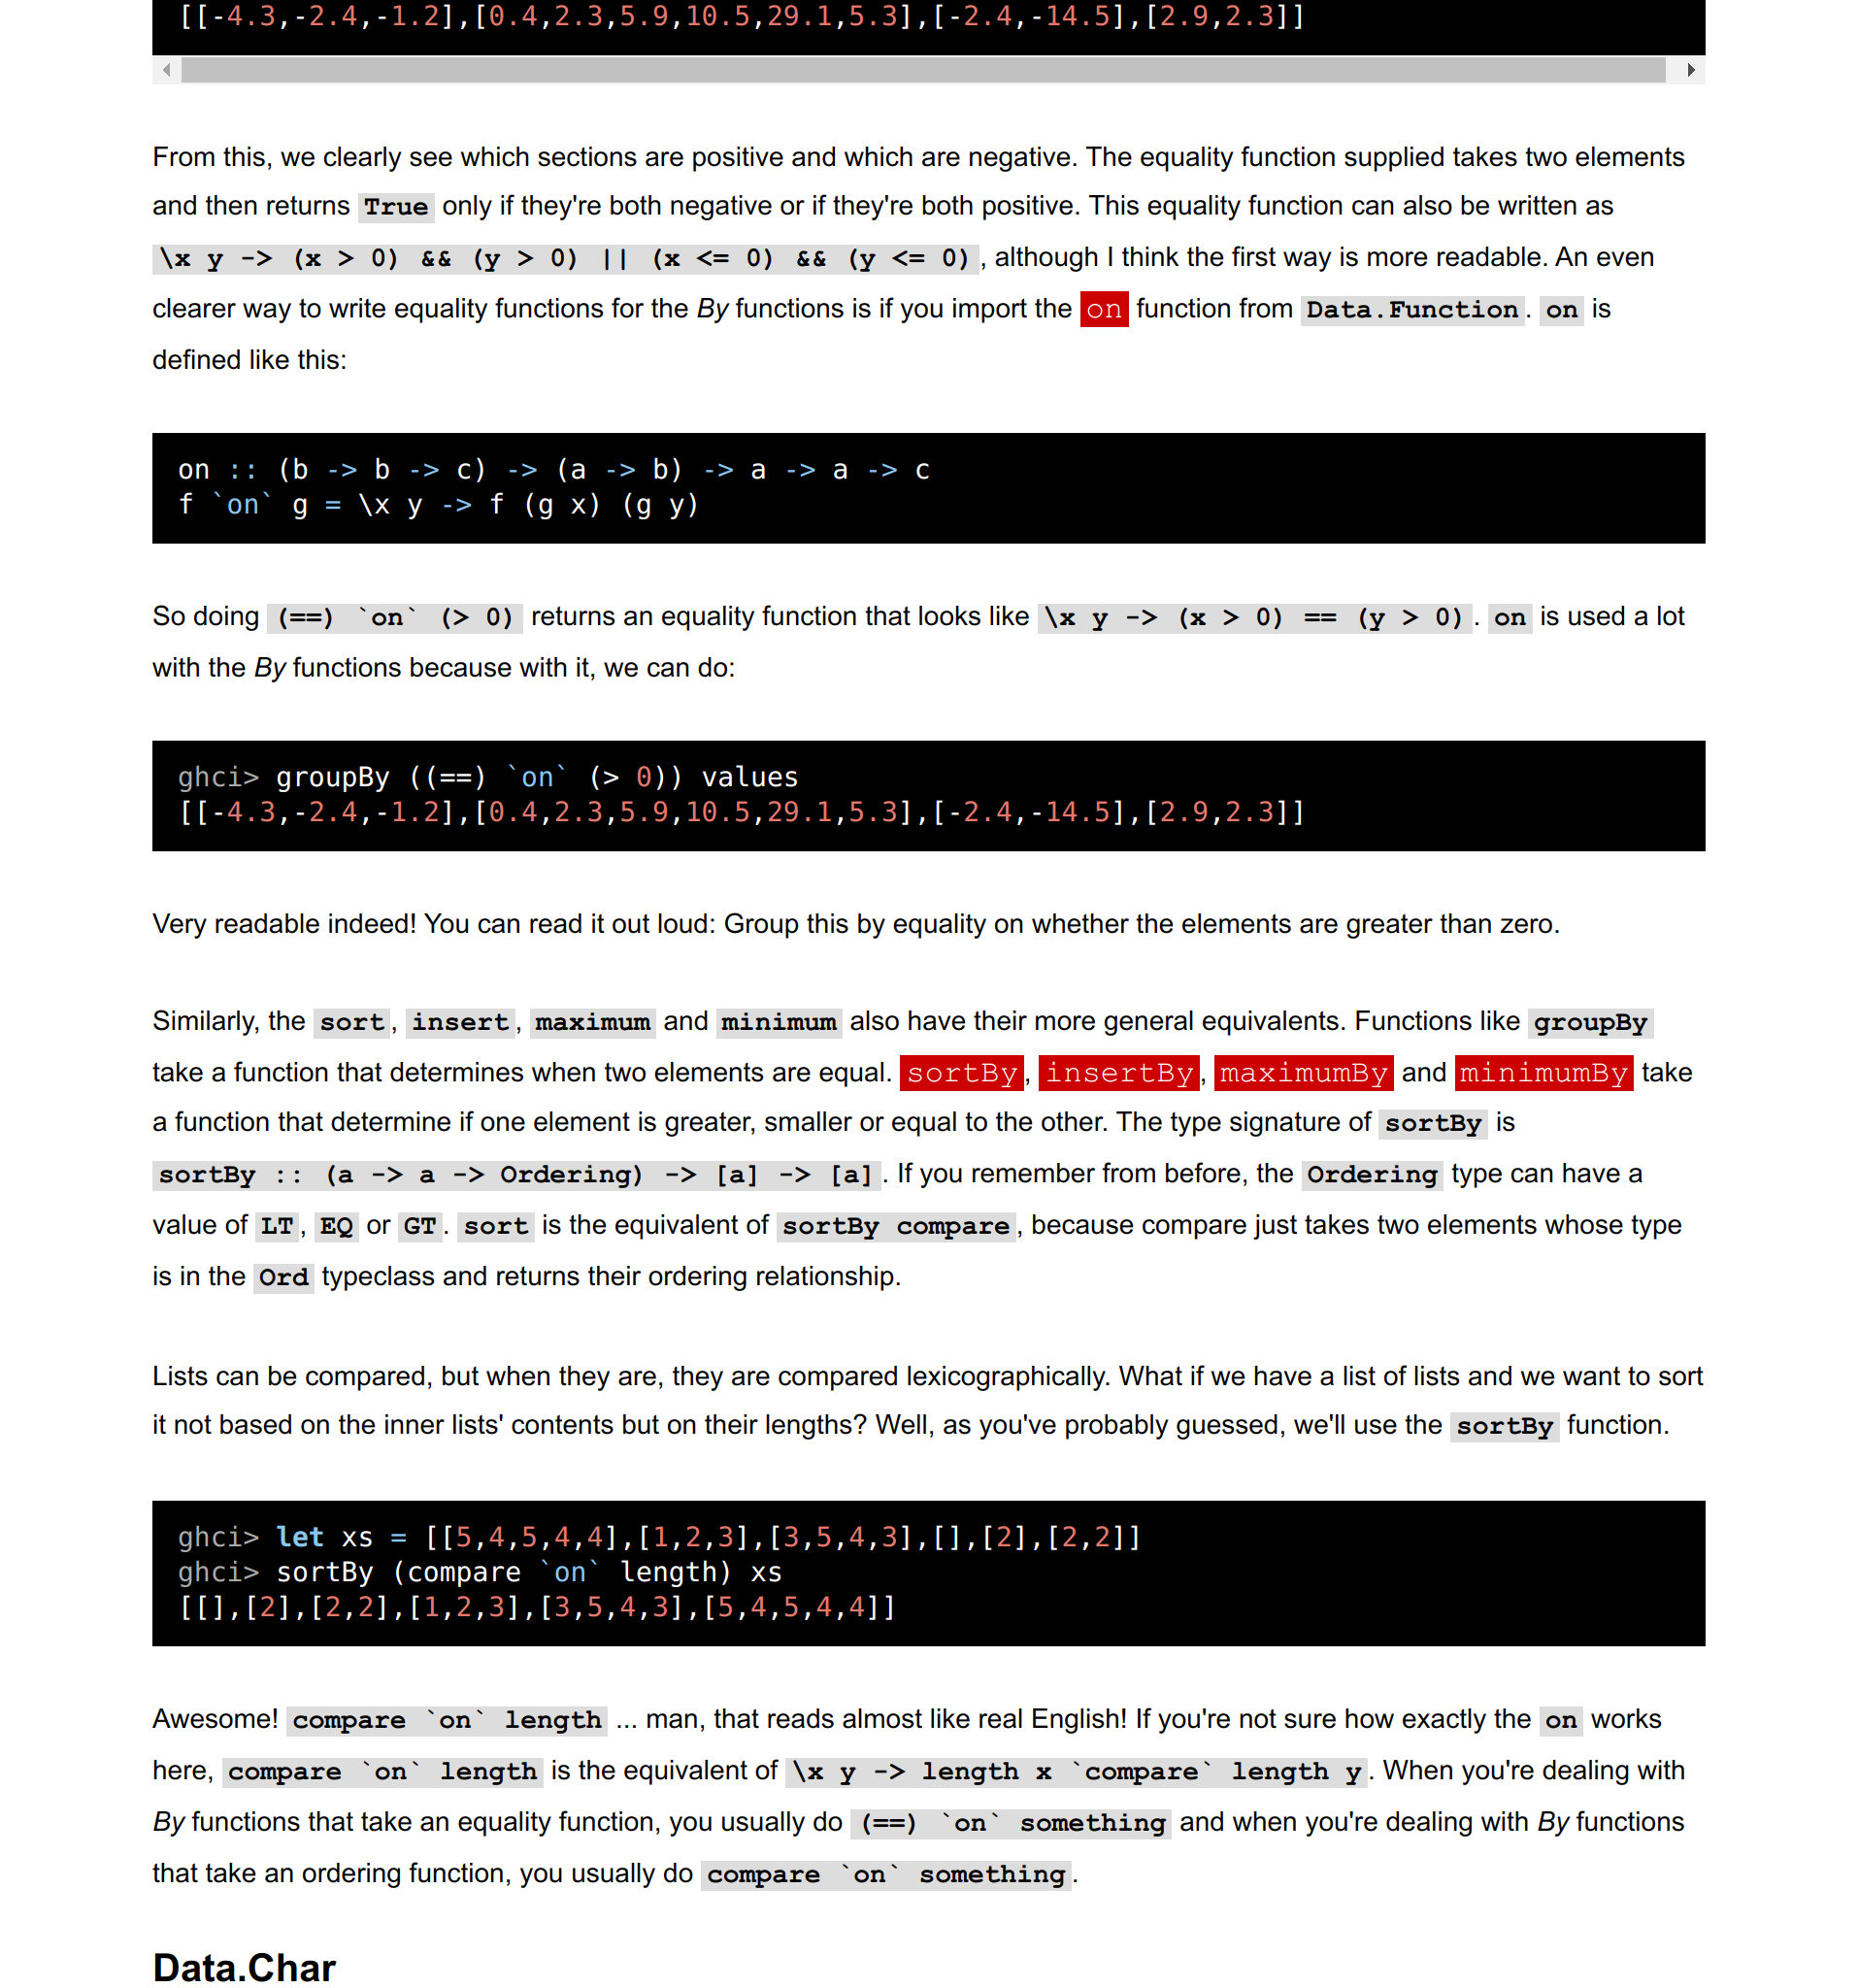 [[-4.3,-2.4,-1.2],[0.4,2.3,5.9,10.5,29.1,5.3],[-2.4,-14.5],[2.9,2.3]]
From this, we clearly see which sections are positive and which are negative. The equality function supplied takes two elements
and then returns True only if they're both negative or if they're both positive. This equality function can also be written as
\x y -> (x > 0) && (y > 0) || (x <= 0) && (y <= 0), although I think the first way is more readable. An even
clearer way to write equality functions for the By functions is if you import the on function from Data.Function. on is
defined like this:
on :: (b -> b -> c) -> (a -> b) -> a -> a -> c
f `on` g = \x y -> f (g x) (g y)
So doing (==) `on` (> 0) returns an equality function that looks like \x y -> (x > 0) == (y > 0). on is used a lot
with the By functions because with it, we can do:
ghci> groupBy ((==) `on` (> 0)) values
[[-4.3,-2.4,-1.2],[0.4,2.3,5.9,10.5,29.1,5.3],[-2.4,-14.5],[2.9,2.3]]
Very readable indeed! You can read it out loud: Group this by equality on whether the elements are greater than zero.
Similarly, the sort, insert, maximum and minimum also have their more general equivalents. Functions like groupBy
take a function that determines when two elements are equal. sortBy, insertBy, maximumBy and minimumBy take
a function that determine if one element is greater, smaller or equal to the other. The type signature of sortBy is
sortBy :: (a -> a -> Ordering) -> [a] -> [a]. If you remember from before, the Ordering type can have a
value of LT, EQ or GT. sort is the equivalent of sortBy compare, because compare just takes two elements whose type
is in the Ord typeclass and returns their ordering relationship.
Lists can be compared, but when they are, they are compared lexicographically. What if we have a list of lists and we want to sort
it not based on the inner lists' contents but on their lengths? Well, as you've probably guessed, we'll use the sortBy function.
ghci> let xs = [[5,4,5,4,4],[1,2,3],[3,5,4,3],[],[2],[2,2]]
ghci> sortBy (compare `on` length) xs
[[],[2],[2,2],[1,2,3],[3,5,4,3],[5,4,5,4,4]]
Awesome! compare `on` length ... man, that reads almost like real English! If you're not sure how exactly the on works
here, compare `on` length is the equivalent of \x y -> length x `compare` length y. When you're dealing with
By functions that take an equality function, you usually do (==) `on` something and when you're dealing with By functions
that take an ordering function, you usually do compare `on` something.
Data.Char